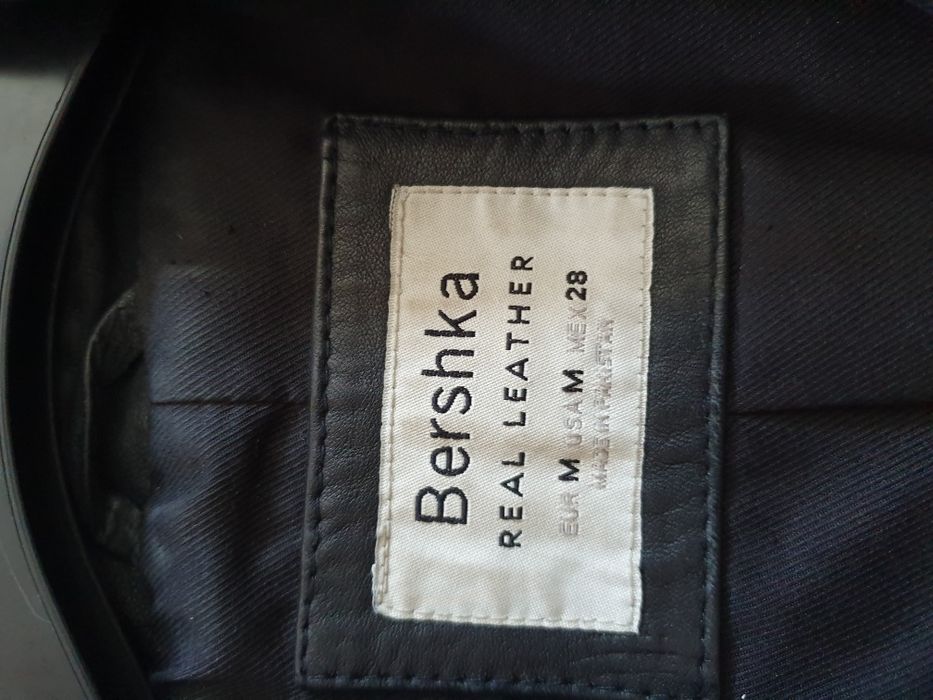 Bershka
REAL LEATHER
EUR M USA M MEX 28
MADE IN PAKISTAN